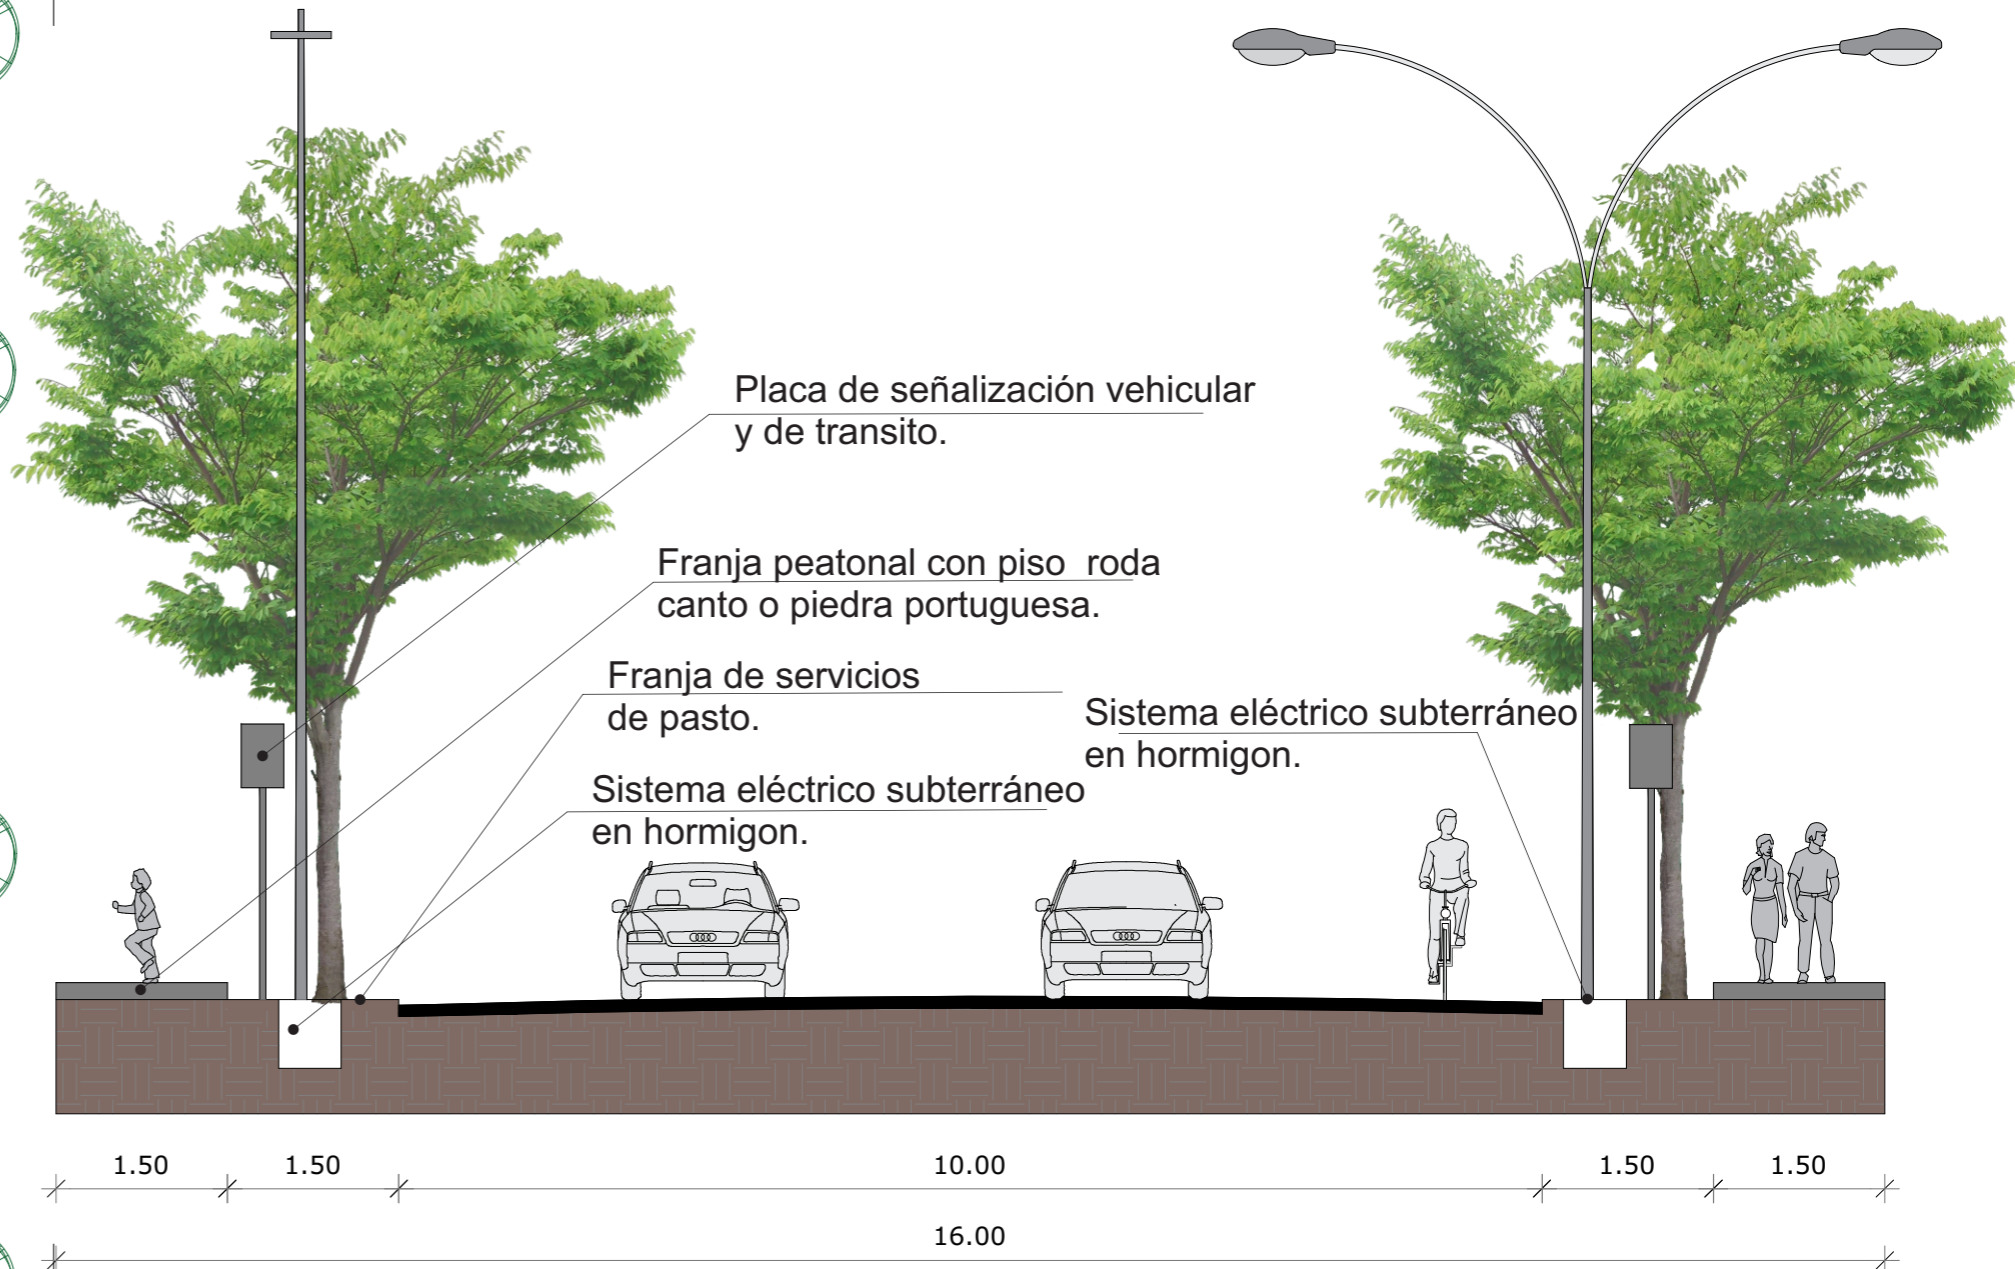 Placa de señalización vehicular
y de transito.
Franja peatonal con piso roda
canto o piedra portuguesa.
Franja de servicios
de pasto.
Sistema eléctrico subterráneo
en hormigon.
Sistema eléctrico subterráneo
en hormigon.
1.50 1.50 10.00 1.50 1.50
16.00